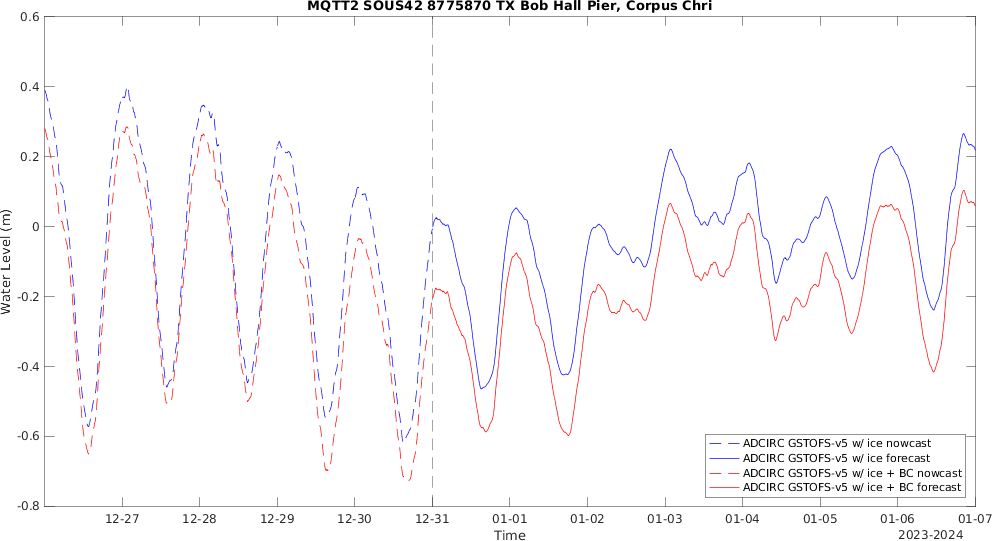 MQTT2 SOUS42 8775870 TX Bob Hall Pier, Corpus Chri
0.6
0.4
0.2
0
-0.2
-0.4
-0.6
-0.8
Water Level (m)
12-27 12-28 12-29 12-30 12-31 01-01 01-02 01-03 01-04 01-05 01-06 01-07
Time
2023-2024
ADCIRC GSTOFS-v5 w/ ice nowcast
ADCIRC GSTOFS-v5 w/ ice forecast
ADCIRC GSTOFS-v5 w/ ice + BC nowcast
ADCIRC GSTOFS-v5 w/ ice + BC forecast